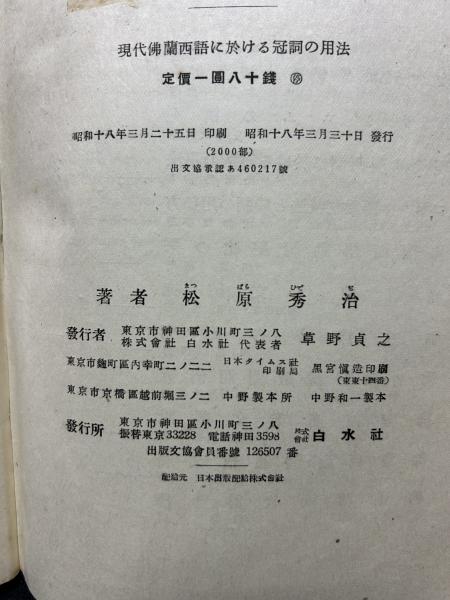 現代佛蘭西語に於ける冠詞の用法
定價一圓八十錢 ㊞
昭和十八年三月二十五日 印刷 昭和十八年三月三十日 發行
(2000部)
出文協承認あ460217號
著者 松原秀治
まつ ばら ひで じ
發行者 東京市神田區小川町三ノ八 株式會社 白水社 代表者 草野貞之
東京市麴町區內幸町二ノ二二 日本タイムス社印刷局 黑宮愼造印刷
(東東十四番)
東京市京橋區越前堀三ノ二 中野製本所 中野和一製本
發行所 東京市神田區小川町三ノ八 株式會社 白水社
振替東京33228 電話神田3598
出版文協會員番號 126507 番
配給元 日本出版配給株式會社